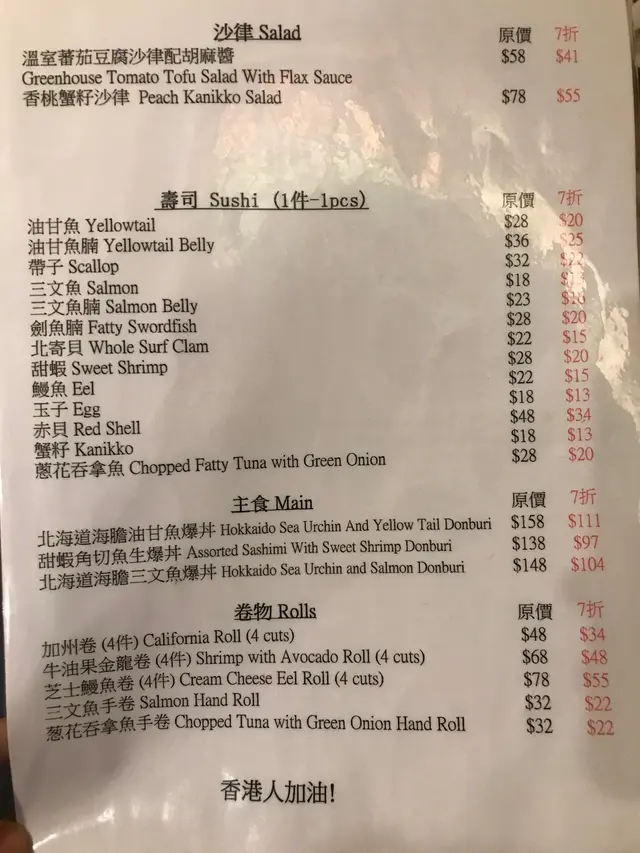 沙律 Salad 原價 7折
溫室蕃茄豆腐沙律配胡麻醬 $58 $41
Greenhouse Tomato Tofu Salad With Flax Sauce
香桃蟹籽沙律 Peach Kanikko Salad $78 $55
壽司 Sushi (1件-1pcs) 原價 7折
油甘魚 Yellowtail $28 $20
油甘魚腩 Yellowtail Belly $36 $25
帶子 Scallop $32 $22
三文魚 Salmon $18 $13
三文魚腩 Salmon Belly $23 $16
劍魚腩 Fatty Swordfish $28 $20
北寄貝 Whole Surf Clam $22 $15
甜蝦 Sweet Shrimp $28 $20
鰻魚 Eel $22 $15
玉子 Egg $18 $13
赤貝 Red Shell $48 $34
蟹籽 Kanikko $18 $13
蔥花吞拿魚 Chopped Fatty Tuna with Green Onion $28 $20
主食 Main 原價 7折
北海道海膽油甘魚爆丼 Hokkaido Sea Urchin And Yellow Tail Donburi $158 $111
甜蝦角切魚生爆丼 Assorted Sashimi With Sweet Shrimp Donburi $138 $97
北海道海膽三文魚爆丼 Hokkaido Sea Urchin and Salmon Donburi $148 $104
卷物 Rolls 原價 7折
加州卷 (4件) California Roll (4 cuts) $48 $34
牛油果金龍卷 (4件) Shrimp with Avocado Roll (4 cuts) $68 $48
芝士鰻魚卷 (4件) Cream Cheese Eel Roll (4 cuts) $78 $55
三文魚手卷 Salmon Hand Roll $32 $22
葱花吞拿魚手卷 Chopped Tuna with Green Onion Hand Roll $32 $22
香港人加油!